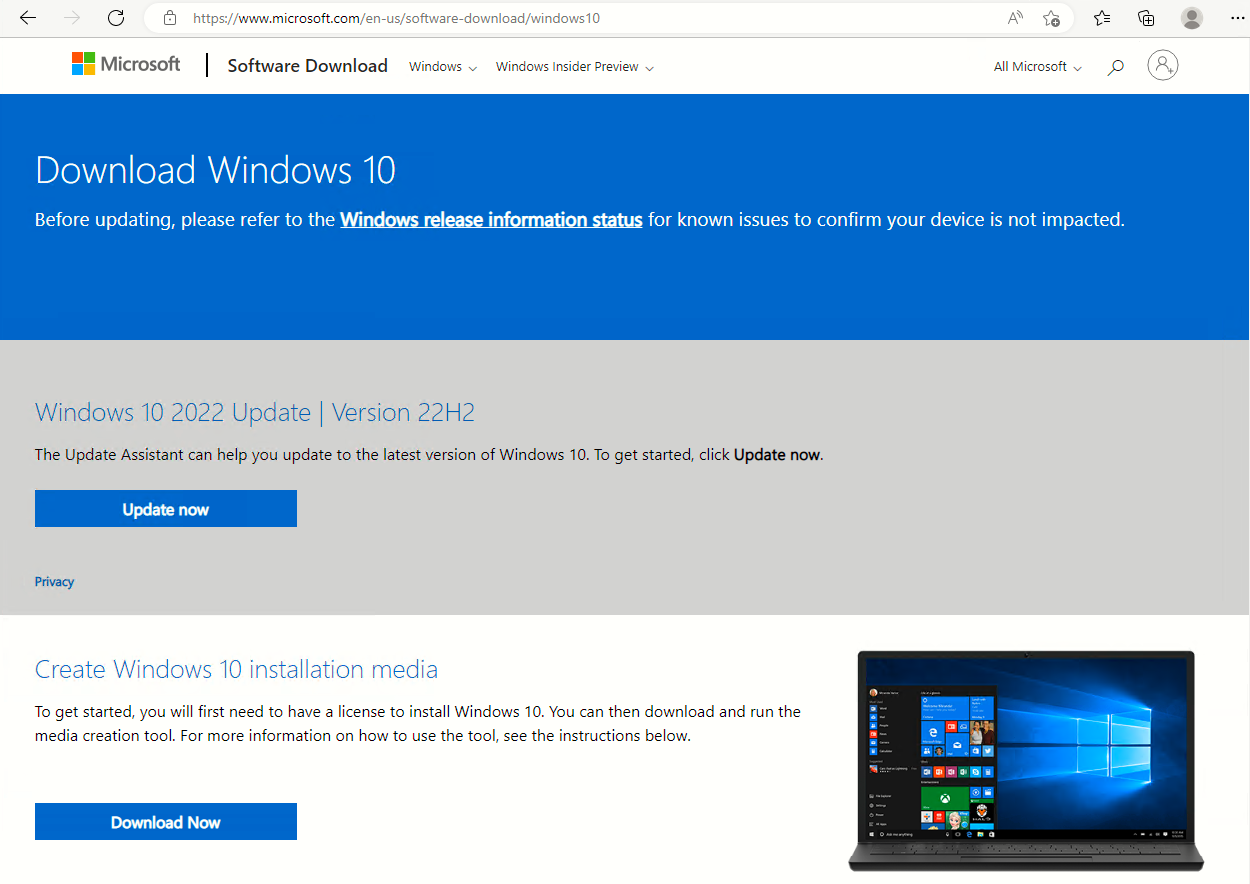 https://www.microsoft.com/en-us/software-download/windows10
Microsoft
Software Download
Windows
Windows Insider Preview
All Microsoft
Download Windows 10
Before updating, please refer to the Windows release information status for known issues to confirm your device is not impacted.
Windows 10 2022 Update | Version 22H2
The Update Assistant can help you update to the latest version of Windows 10. To get started, click Update now.
Update now
Privacy
Create Windows 10 installation media
To get started, you will first need to have a license to install Windows 10. You can then download and run the
media creation tool. For more information on how to use the tool, see the instructions below.
Download Now